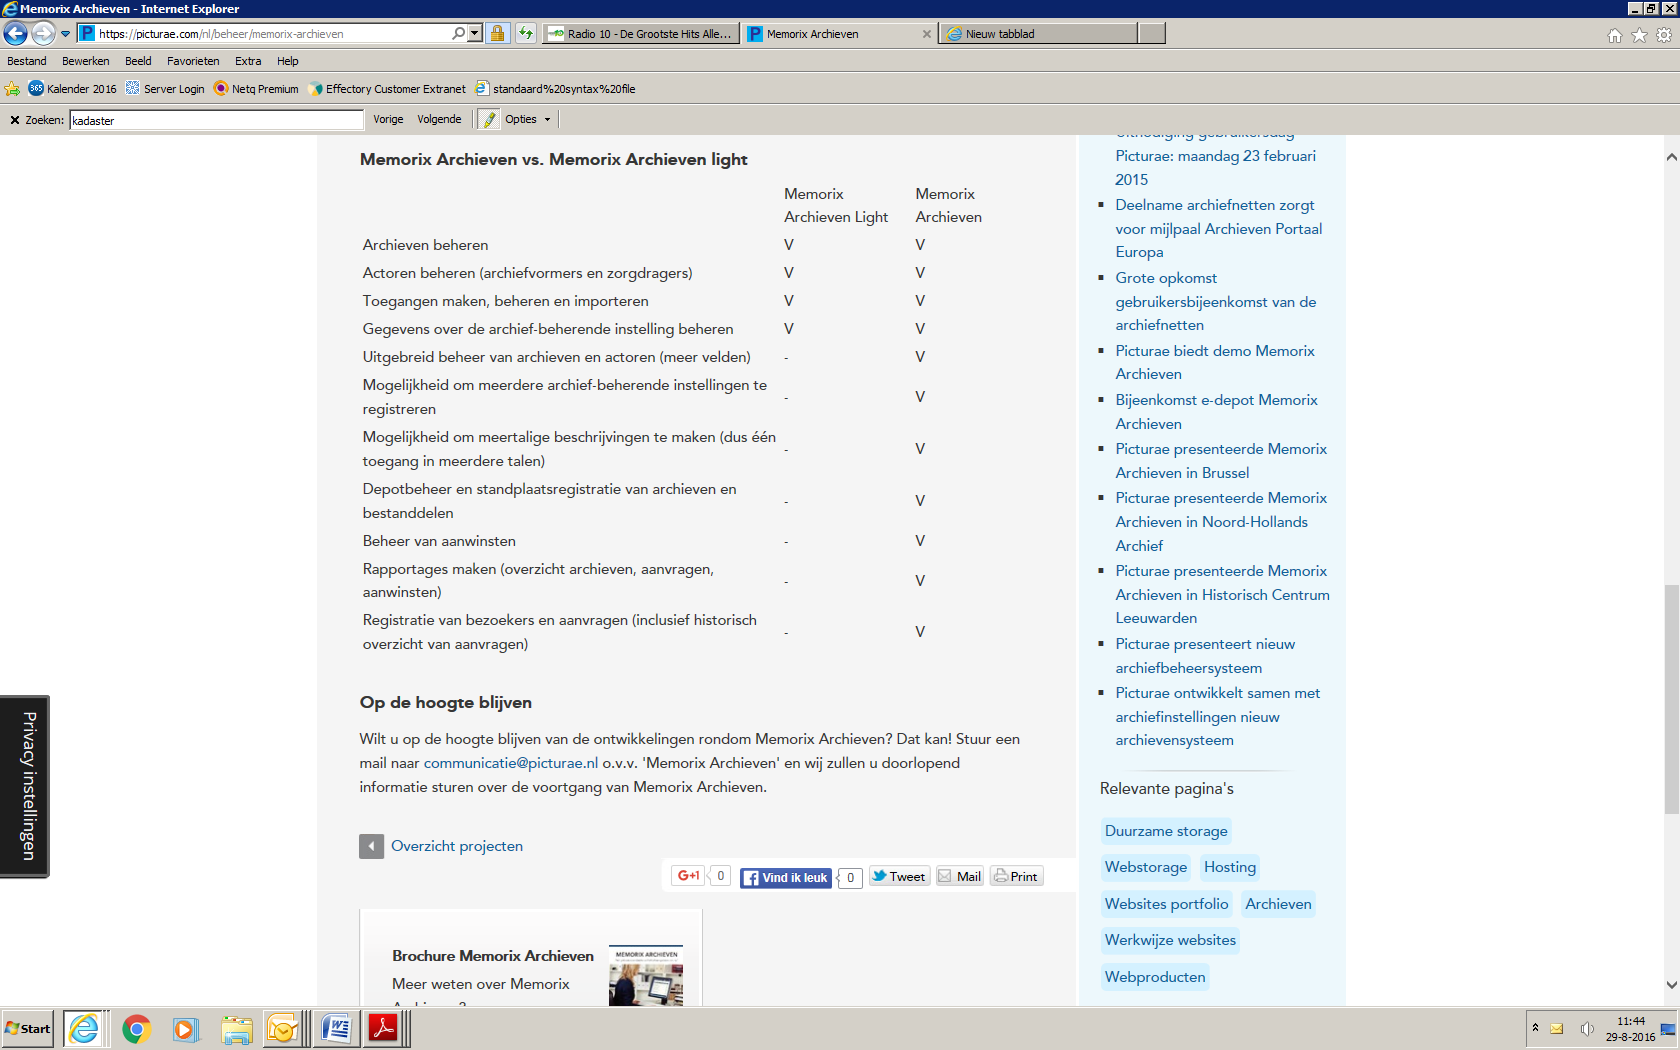 Memorix Archieven - Internet Explorer
https://picturae.com/nl/beheer/memorix-archieven
Radio 10 - De Grootste Hits Alle...
Memorix Archieven
Nieuw tabblad
Bestand Bewerken Beeld Favorieten Extra Help
365 Kalender 2016 Server Login Netq Premium Effectory Customer Extranet standaard%20syntax%20file
Zoeken: kadaster Vorige Volgende Opties
Memorix Archieven vs. Memorix Archieven light
Memorix Memorix
Archieven Light Archieven
Archieven beheren V V
Actoren beheren (archiefvormers en zorgdragers) V V
Toegangen maken, beheren en importeren V V
Gegevens over de archief-beherende instelling beheren V V
Uitgebreid beheer van archieven en actoren (meer velden) - V
Mogelijkheid om meerdere archief-beherende instellingen te
registreren - V
Mogelijkheid om meertalige beschrijvingen te maken (dus één
toegang in meerdere talen) - V
Depotbeheer en standplaatsregistratie van archieven en
bestanddelen - V
Beheer van aanwinsten - V
Rapportages maken (overzicht archieven, aanvragen,
aanwinsten) - V
Registratie van bezoekers en aanvragen (inclusief historisch
overzicht van aanvragen) - V
Op de hoogte blijven
Wilt u op de hoogte blijven van de ontwikkelingen rondom Memorix Archieven? Dat kan! Stuur een
mail naar communicatie@picturae.nl o.v.v. 'Memorix Archieven' en wij zullen u doorlopend
informatie sturen over de voortgang van Memorix Archieven.
Overzicht projecten
G+1 0 Vind ik leuk 0 Tweet Mail Print
Brochure Memorix Archieven
Meer weten over Memorix
MEMORIX ARCHIEVEN
Uitnodiging gebruikersdag
Picturae: maandag 23 februari
2015
Deelname archiefnetten zorgt
voor mijlpaal Archieven Portaal
Europa
Grote opkomst
gebruikersbijeenkomst van de
archiefnetten
Picturae biedt demo Memorix
Archieven
Bijeenkomst e-depot Memorix
Archieven
Picturae presenteerde Memorix
Archieven in Brussel
Picturae presenteerde Memorix
Archieven in Noord-Hollands
Archief
Picturae presenteerde Memorix
Archieven in Historisch Centrum
Leeuwarden
Picturae presenteert nieuw
archiefbeheersysteem
Picturae ontwikkelt samen met
archiefinstellingen nieuw
archievensysteem
Relevante pagina's
Duurzame storage
Webstorage Hosting
Websites portfolio Archieven
Werkwijze websites
Webproducten
Privacy instellingen
Start
11:44
29-8-2016